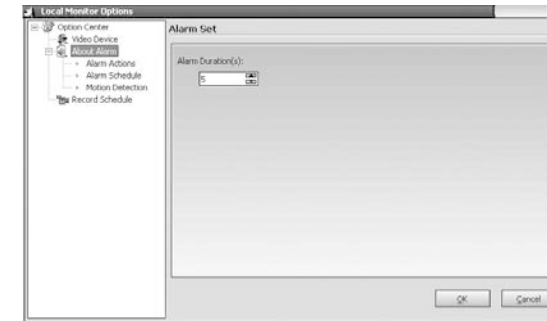 Local Monitor Options
Option Center
Video Device
About Alarm
Alarm Actions
Alarm Schedule
Motion Detection
Record Schedule
Alarm Set
Alarm Duration(s):
5
OK
Cancel